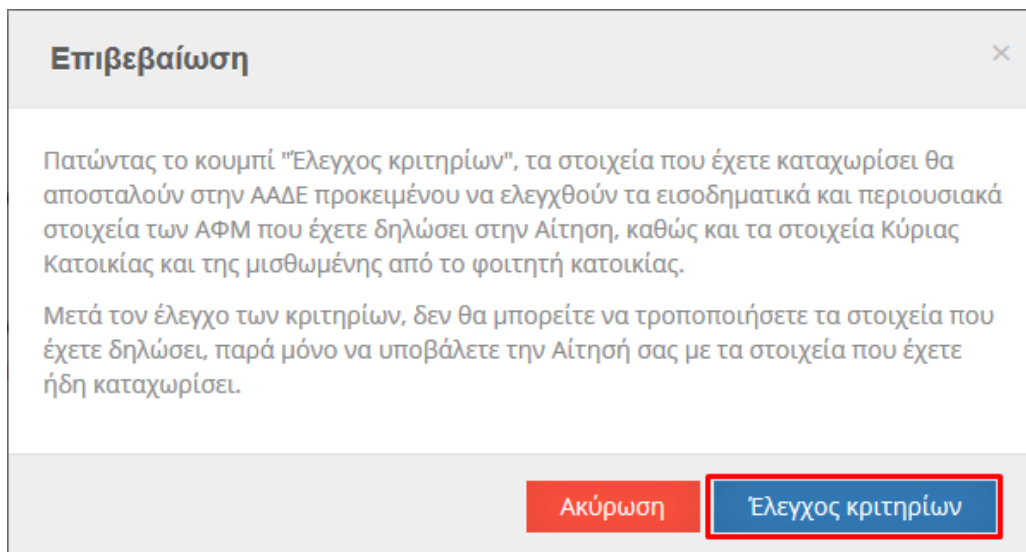 Επιβεβαίωση
×
Πατώντας το κουμπί "Έλεγχος κριτηρίων", τα στοιχεία που έχετε καταχωρίσει θα
αποσταλούν στην ΑΑΔΕ προκειμένου να ελεγχθούν τα εισοδηματικά και περιουσιακά
στοιχεία των ΑΦΜ που έχετε δηλώσει στην Αίτηση, καθώς και τα στοιχεία Κύριας
Κατοικίας και της μισθωμένης από το φοιτητή κατοικίας.
Μετά τον έλεγχο των κριτηρίων, δεν θα μπορείτε να τροποποιήσετε τα στοιχεία που
έχετε δηλώσει, παρά μόνο να υποβάλετε την Αίτησή σας με τα στοιχεία που έχετε
ήδη καταχωρίσει.
Ακύρωση Έλεγχος κριτηρίων